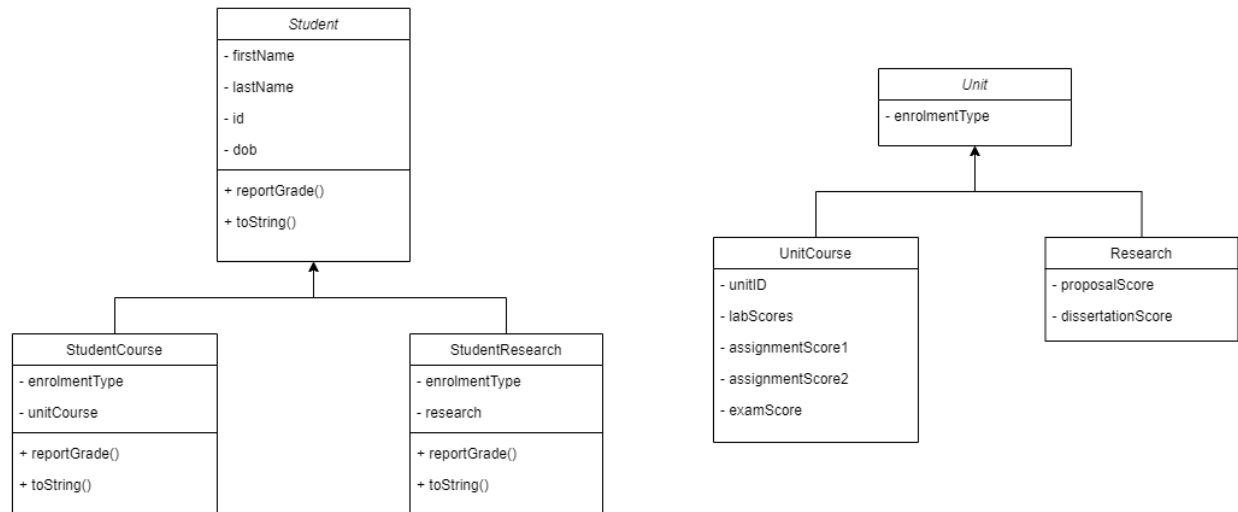 Student
- firstName
- lastName
- id
- dob
+ reportGrade()
+ toString()
StudentCourse
- enrolmentType
- unitCourse
+ reportGrade()
+ toString()
StudentResearch
- enrolmentType
- research
+ reportGrade()
+ toString()
Unit
- enrolmentType
UnitCourse
- unitID
- labScores
- assignmentScore1
- assignmentScore2
- examScore
Research
- proposalScore
- dissertationScore